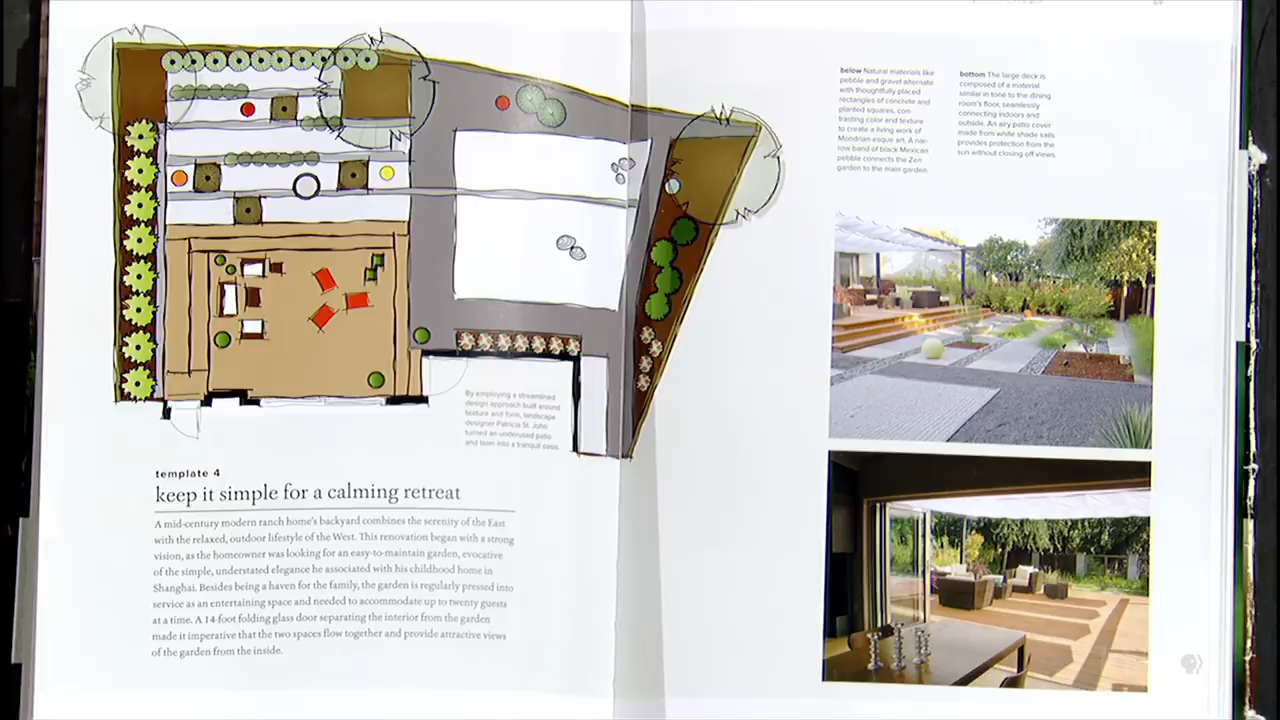 By employing a streamlined
design approach built around
texture and form, landscape
designer Patricia St. John
turned an underused patio
and lawn into a tranquil oasis.
template 4
keep it simple for a calming retreat
A mid-century modern ranch home's backyard combines the serenity of the East
with the relaxed, outdoor lifestyle of the West. This renovation began with a strong
vision, as the homeowner was looking for an easy-to-maintain garden, evocative
of the simple, understated elegance he associated with his childhood home in
Shanghai. Besides being a haven for the family, the garden is regularly pressed into
service as an entertaining space and needed to accommodate up to twenty guests
at a time. A 14-foot folding glass door separating the interior from the garden
made it imperative that the two spaces flow together and provide attractive views
of the garden from the inside.
below Natural materials like
pebble and gravel alternate
with thoughtfully placed
rectangles of concrete and
planted squares, con-
trasting color and texture
to create a living work of
Mondrian-esque art. A nar-
row band of black Mexican
pebble connects the Zen
garden to the main garden.
bottom The large deck is
composed of a material
similar in tone to the dining
room's floor, seamlessly
connecting indoors and
outside. An airy patio cover
made from white shade sails
provides protection from the
sun without closing off views.